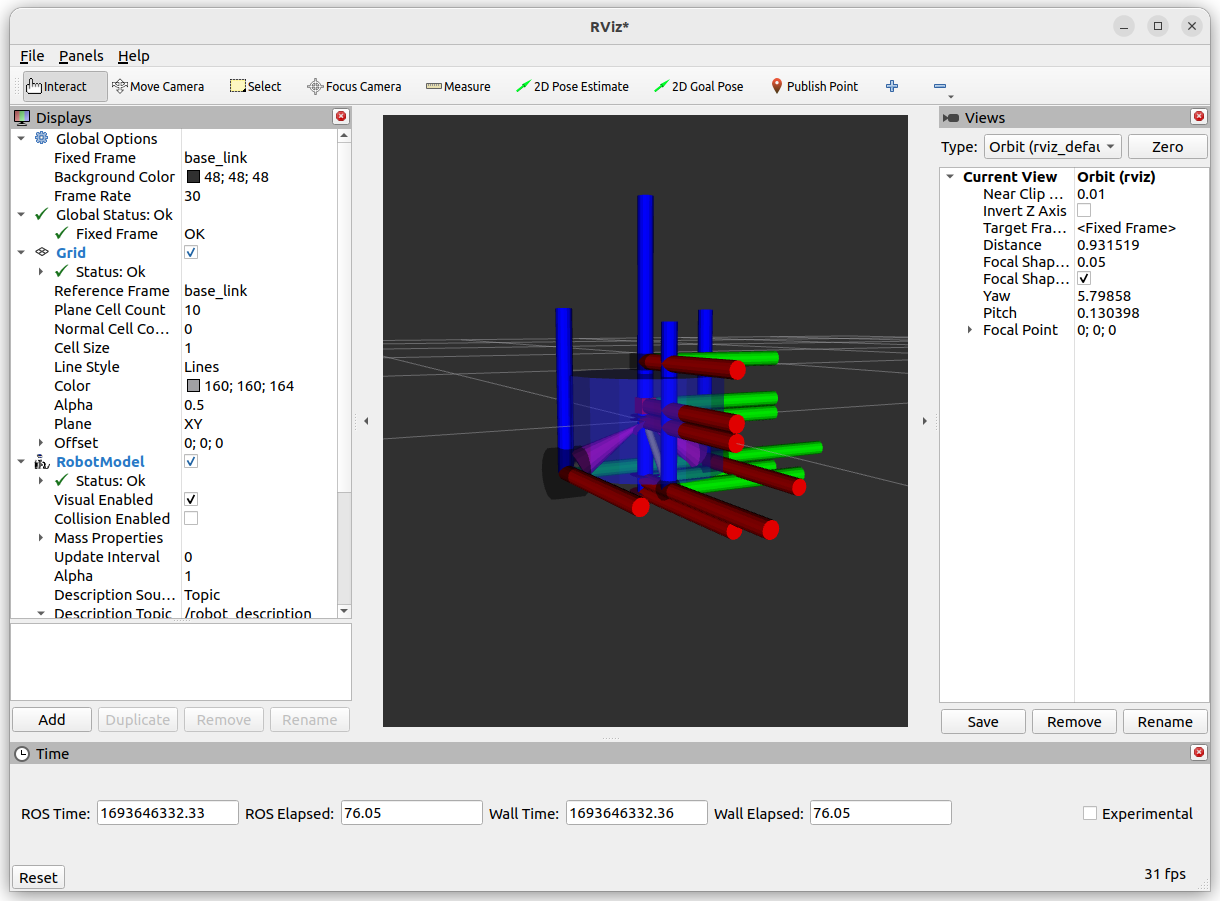 RViz*
File Panels Help
Interact Move Camera Select Focus Camera Measure 2D Pose Estimate 2D Goal Pose Publish Point
Displays
Global Options
Fixed Frame base_link
Background Color 48; 48; 48
Frame Rate 30
Global Status: Ok
Fixed Frame OK
Grid
Status: Ok
Reference Frame base_link
Plane Cell Count 10
Normal Cell Co... 0
Cell Size 1
Line Style Lines
Color 160; 160; 164
Alpha 0.5
Plane XY
Offset 0; 0; 0
RobotModel
Status: Ok
Visual Enabled
Collision Enabled
Mass Properties
Update Interval 0
Alpha 1
Description Sou... Topic
Description Topic /robot_description
Add Duplicate Remove Rename
Views
Type: Orbit (rviz_defau Zero
Current View Orbit (rviz)
Near Clip ... 0.01
Invert Z Axis
Target Fra... <Fixed Frame>
Distance 0.931519
Focal Shap... 0.05
Focal Shap...
Yaw 5.79858
Pitch 0.130398
Focal Point 0; 0; 0
Save Remove Rename
Time
ROS Time: 1693646332.33 ROS Elapsed: 76.05 Wall Time: 1693646332.36 Wall Elapsed: 76.05 Experimental
Reset 31 fps